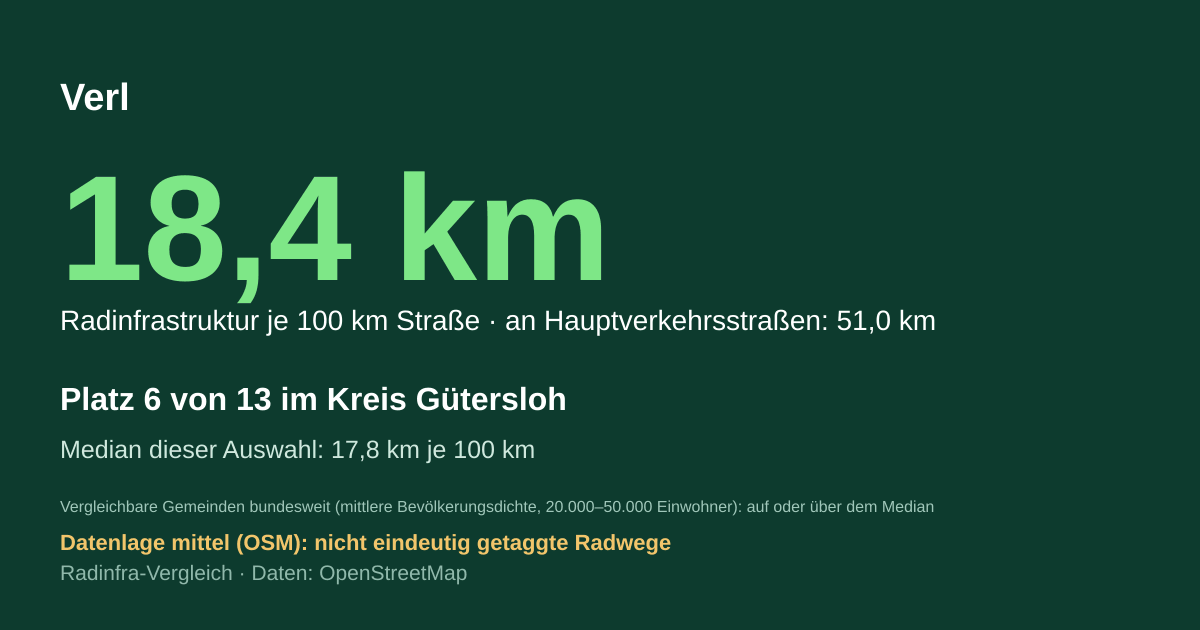 Verl
18,4 km
Radinfrastruktur je 100 km Straße · an Hauptverkehrsstraßen: 51,0 km
Platz 6 von 13 im Kreis Gütersloh
Median dieser Auswahl: 17,8 km je 100 km
Vergleichbare Gemeinden bundesweit (mittlere Bevölkerungsdichte, 20.000–50.000 Einwohner): auf oder über dem Median
Datenlage mittel (OSM): nicht eindeutig getaggte Radwege
Radinfra-Vergleich · Daten: OpenStreetMap